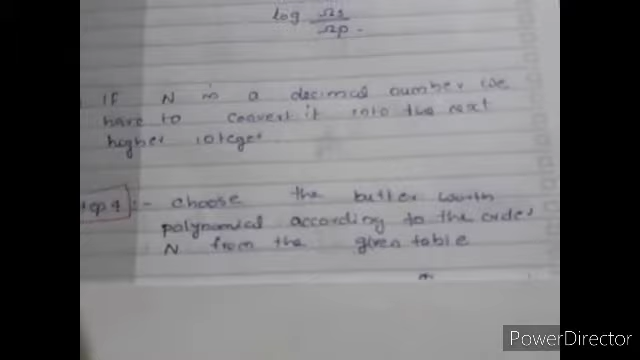 log Ωs
Ωp.
If N is a decimal number we
have to convert it into the next
higher integer
ep 4 :- choose the butter worth
polynomial according to the order
N from the given table
PowerDirector